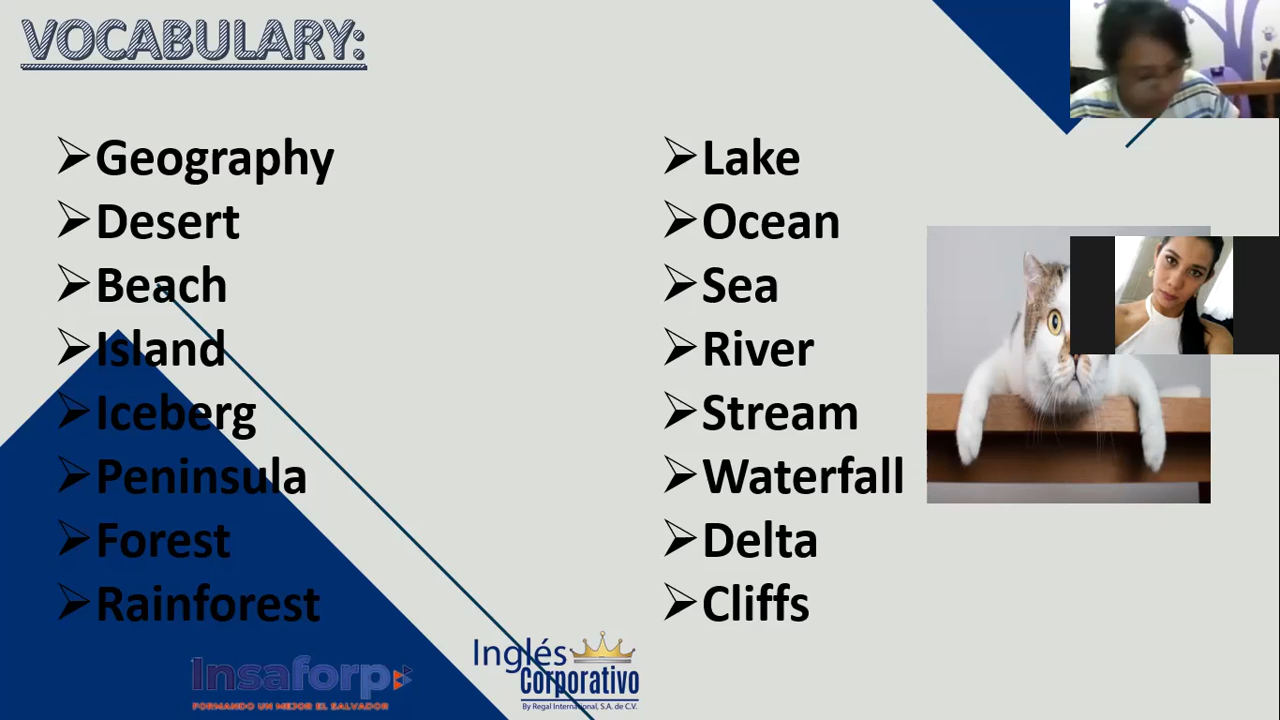 VOCABULARY:
Geography
Desert
Beach
Island
Iceberg
Peninsula
Forest
Rainforest
Lake
Ocean
Sea
River
Stream
Waterfall
Delta
Cliffs
Insaforp
FORMANDO UN MEJOR EL SALVADOR
Inglés
Corporativo
By Regal International, S.A. de C.V.